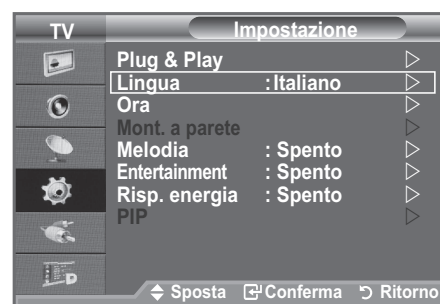 TV
Impostazione
Plug & Play
Lingua : Italiano
Ora
Mont. a parete
Melodia : Spento
Entertainment : Spento
Risp. energia : Spento
PIP
Sposta Conferma Ritorno